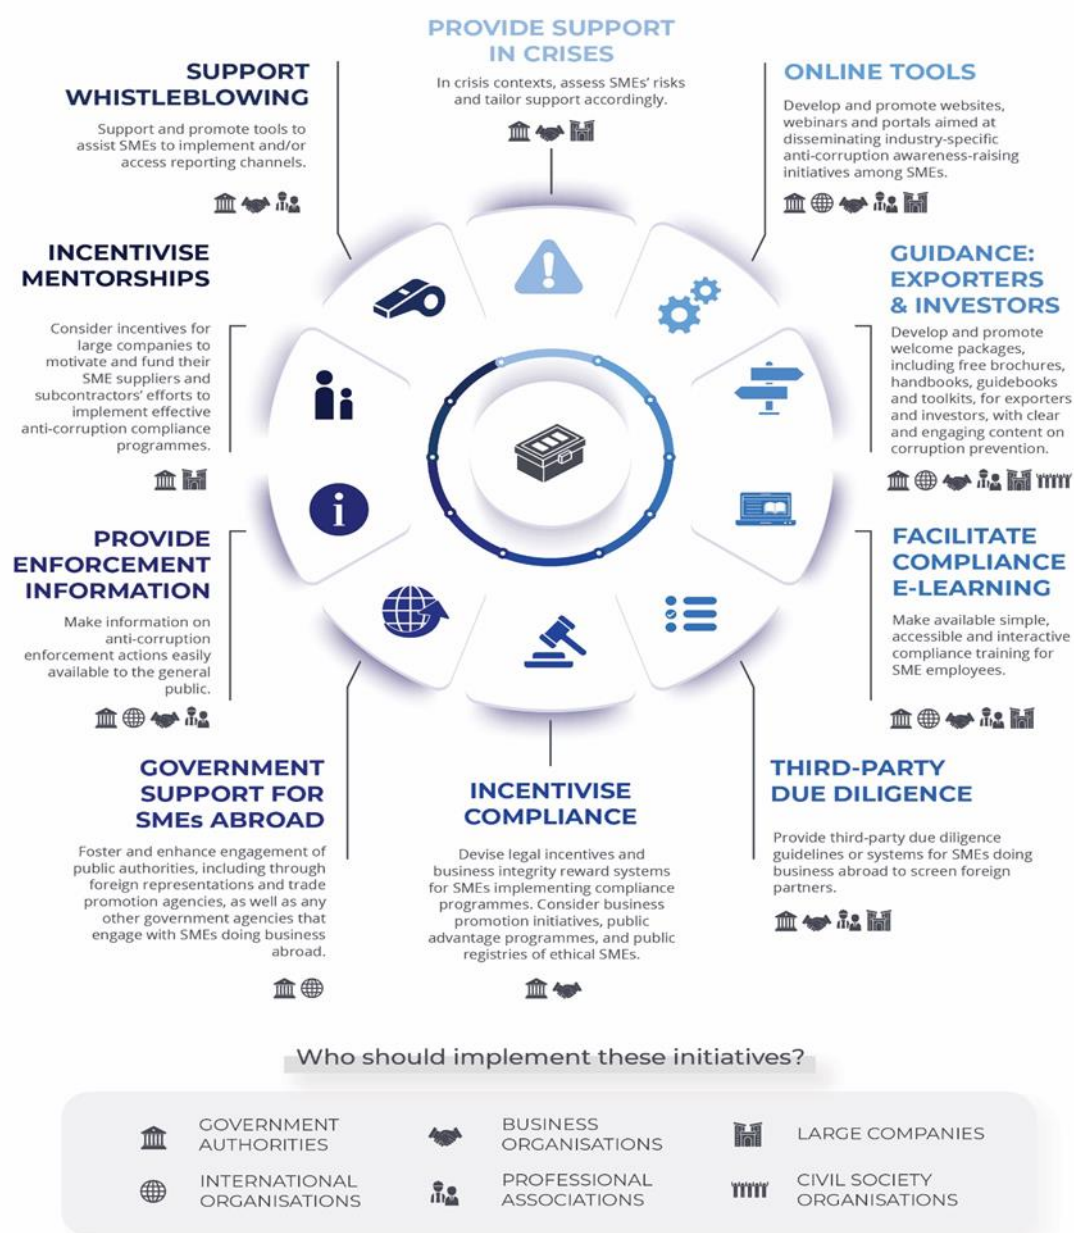 PROVIDE SUPPORT
IN CRISES
In crisis contexts, assess SMEs' risks
and tailor support accordingly.
SUPPORT
WHISTLEBLOWING
Support and promote tools to
assist SMEs to implement and/or
access reporting channels.
ONLINE TOOLS
Develop and promote websites,
webinars and portals aimed at
disseminating industry-specific
anti-corruption awareness-raising
initiatives among SMEs.
INCENTIVISE
MENTORSHIPS
Consider incentives for
large companies to
motivate and fund their
SME suppliers and
subcontractors' efforts to
implement effective
anti-corruption compliance
programmes.
GUIDANCE:
EXPORTERS
& INVESTORS
Develop and promote
welcome packages,
including free brochures,
handbooks, guidebooks
and toolkits, for exporters
and investors, with clear
and engaging content on
corruption prevention.
PROVIDE
ENFORCEMENT
INFORMATION
Make information on
anti-corruption
enforcement actions easily
available to the general
public.
FACILITATE
COMPLIANCE
E-LEARNING
Make available simple,
accessible and interactive
compliance training for
SME employees.
GOVERNMENT
SUPPORT FOR
SMEs ABROAD
Foster and enhance engagement of
public authorities, including through
foreign representations and trade
promotion agencies, as well as any
other government agencies that
engage with SMEs doing business
abroad.
INCENTIVISE
COMPLIANCE
Devise legal incentives and
business integrity reward systems
for SMEs implementing compliance
programmes. Consider business
promotion initiatives, public
advantage programmes, and public
registries of ethical SMEs.
THIRD-PARTY
DUE DILIGENCE
Provide third-party due diligence
guidelines or systems for SMEs doing
business abroad to screen foreign
partners.
Who should implement these initiatives?
GOVERNMENT
AUTHORITIES
BUSINESS
ORGANISATIONS
LARGE COMPANIES
INTERNATIONAL
ORGANISATIONS
PROFESSIONAL
ASSOCIATIONS
CIVIL SOCIETY
ORGANISATIONS